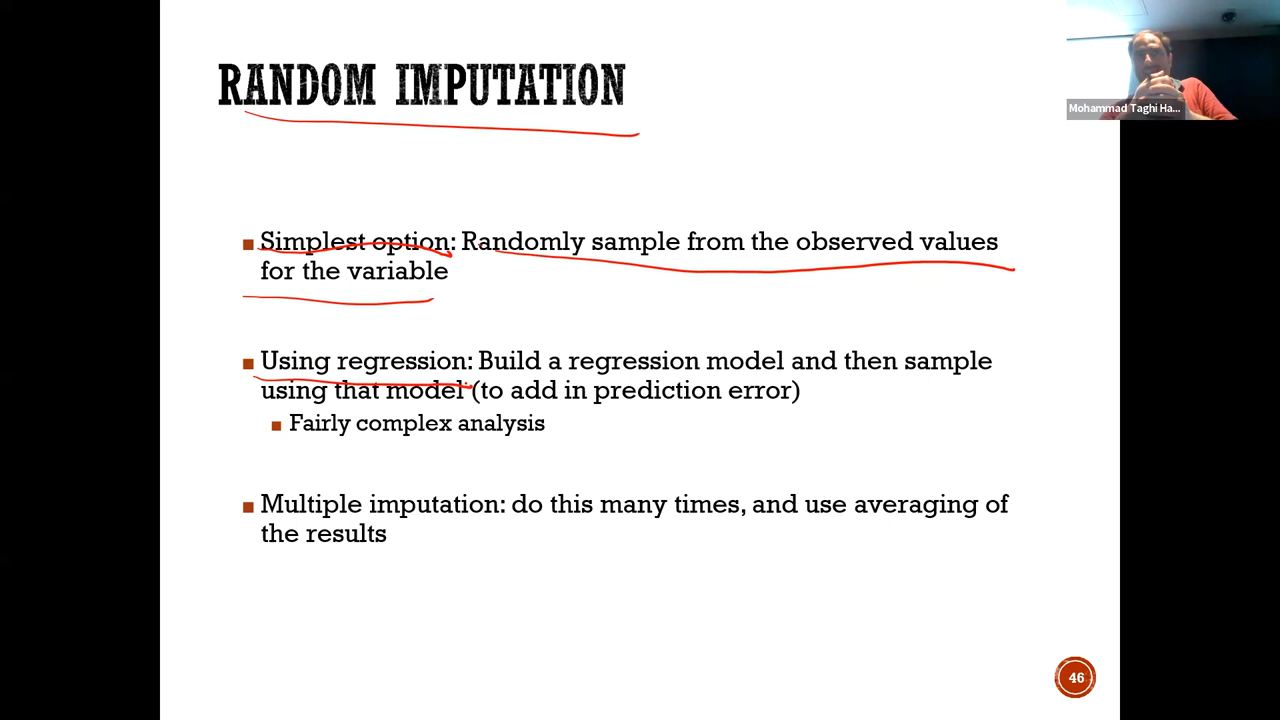 RANDOM IMPUTATION
Mohammad Taghi Ha...
Simplest option: Randomly sample from the observed values
for the variable
Using regression: Build a regression model and then sample
using that model (to add in prediction error)
Fairly complex analysis
Multiple imputation: do this many times, and use averaging of
the results
46